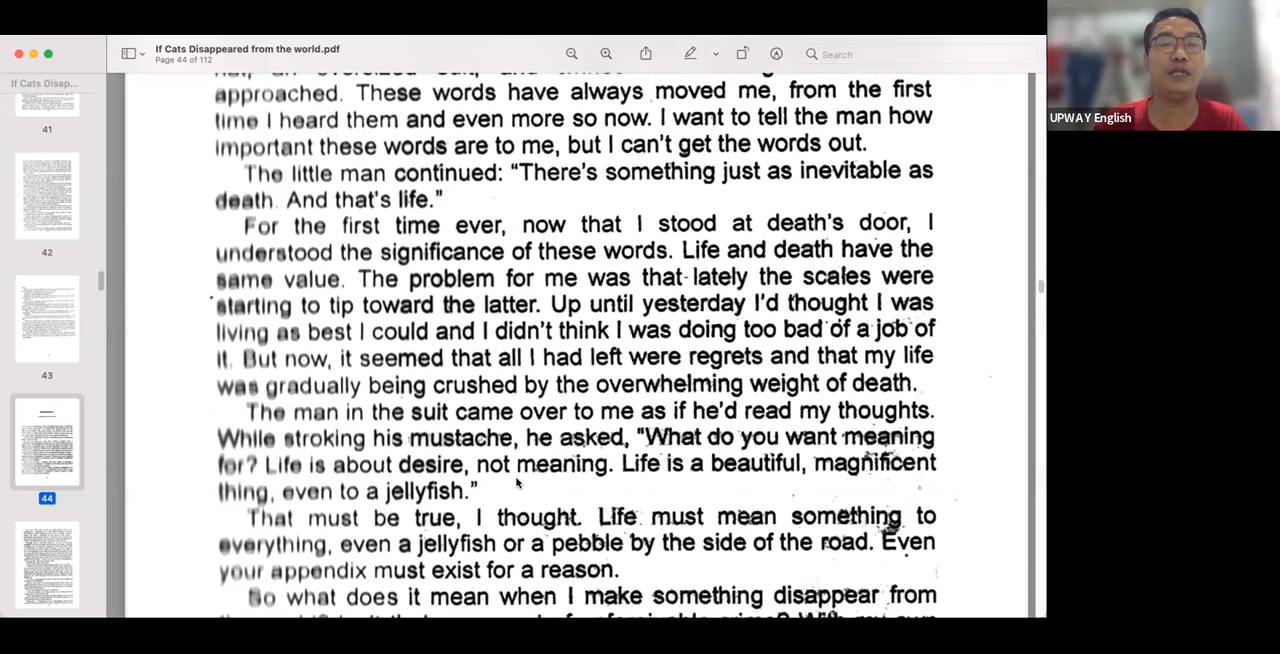 If Cats Disappeared from the world.pdf
Page 44 of 112
Search
If Cats Disap...
41
42
43
44
approached. These words have always moved me, from the first
time I heard them and even more so now. I want to tell the man how
important these words are to me, but I can't get the words out.
The little man continued: "There's something just as inevitable as
death. And that's life."
For the first time ever, now that I stood at death's door, I
understood the significance of these words. Life and death have the
same value. The problem for me was that lately the scales were
starting to tip toward the latter. Up until yesterday I'd thought I was
living as best I could and I didn't think I was doing too bad of a job of
it. But now, it seemed that all I had left were regrets and that my life
was gradually being crushed by the overwhelming weight of death.
The man in the suit came over to me as if he'd read my thoughts.
While stroking his mustache, he asked, "What do you want meaning
for? Life is about desire, not meaning. Life is a beautiful, magnificent
thing, even to a jellyfish."
That must be true, I thought. Life must mean something to
everything, even a jellyfish or a pebble by the side of the road. Even
your appendix must exist for a reason.
So what does it mean when I make something disappear from
UPWAY English